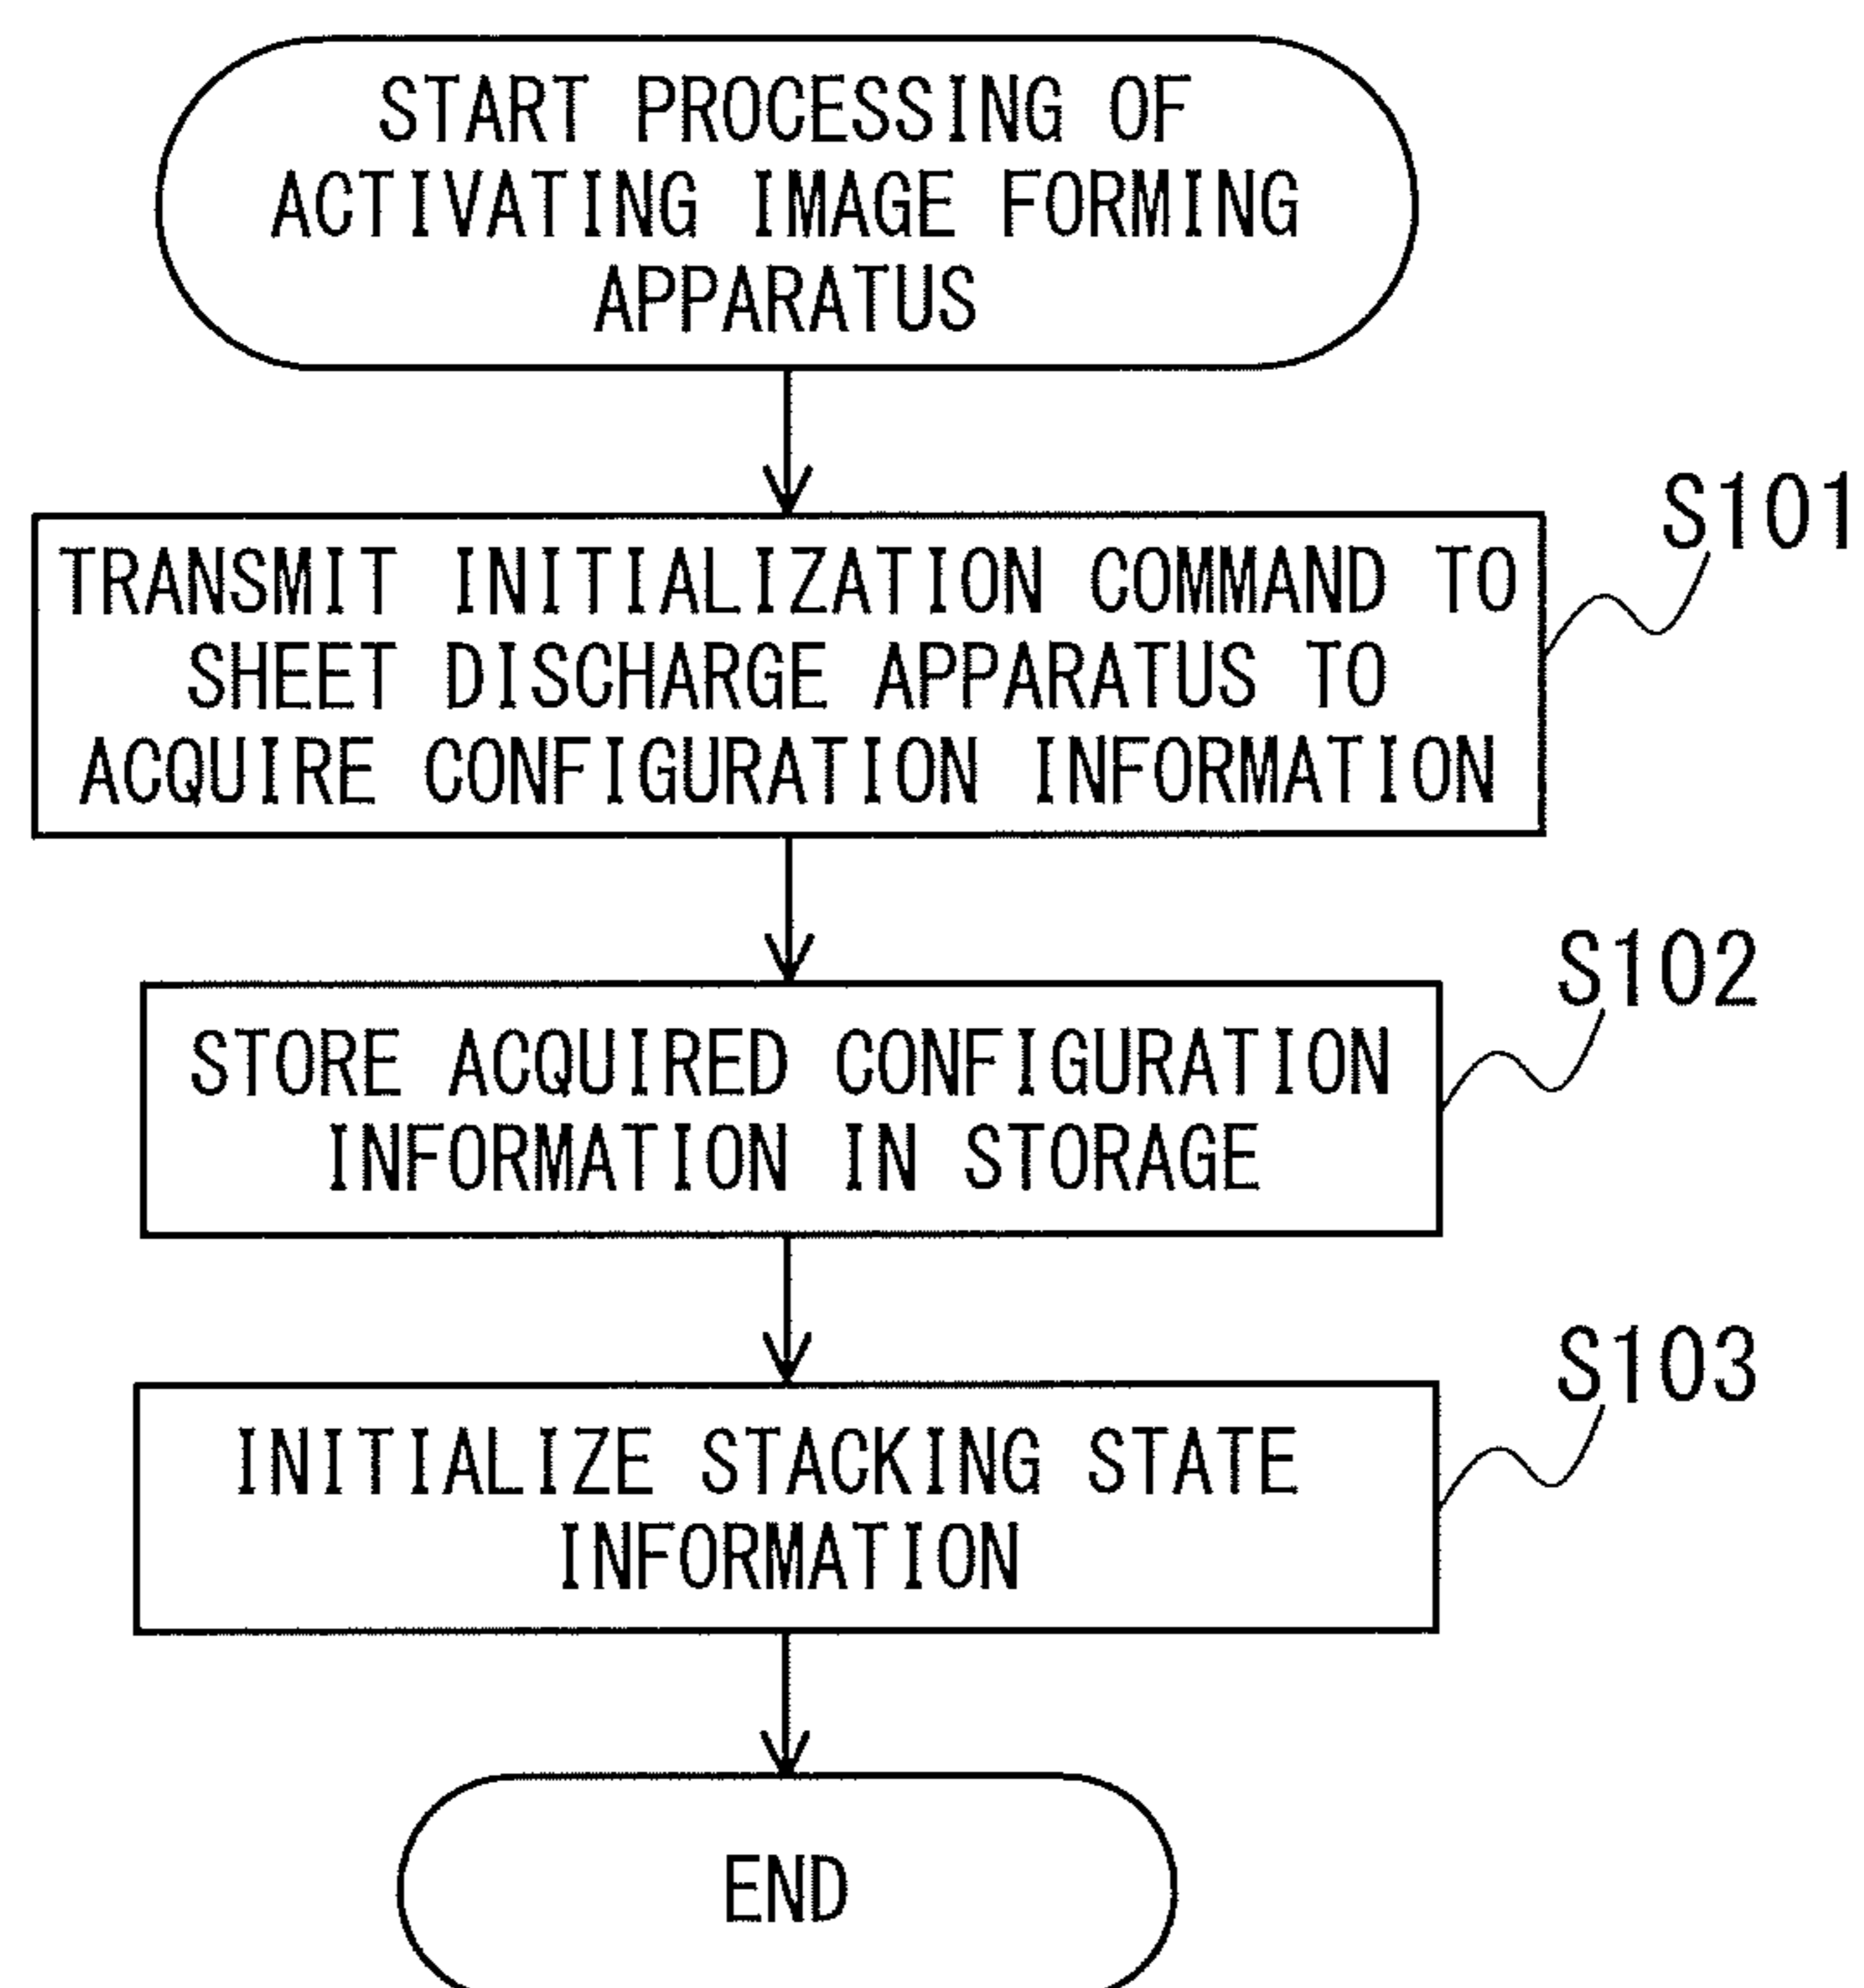 START PROCESSING OF
ACTIVATING IMAGE FORMING
APPARATUS
S101
TRANSMIT INITIALIZATION COMMAND TO
SHEET DISCHARGE APPARATUS TO
ACQUIRE CONFIGURATION INFORMATION
S102
STORE ACQUIRED CONFIGURATION
INFORMATION IN STORAGE
S103
INITIALIZE STACKING STATE
INFORMATION
END